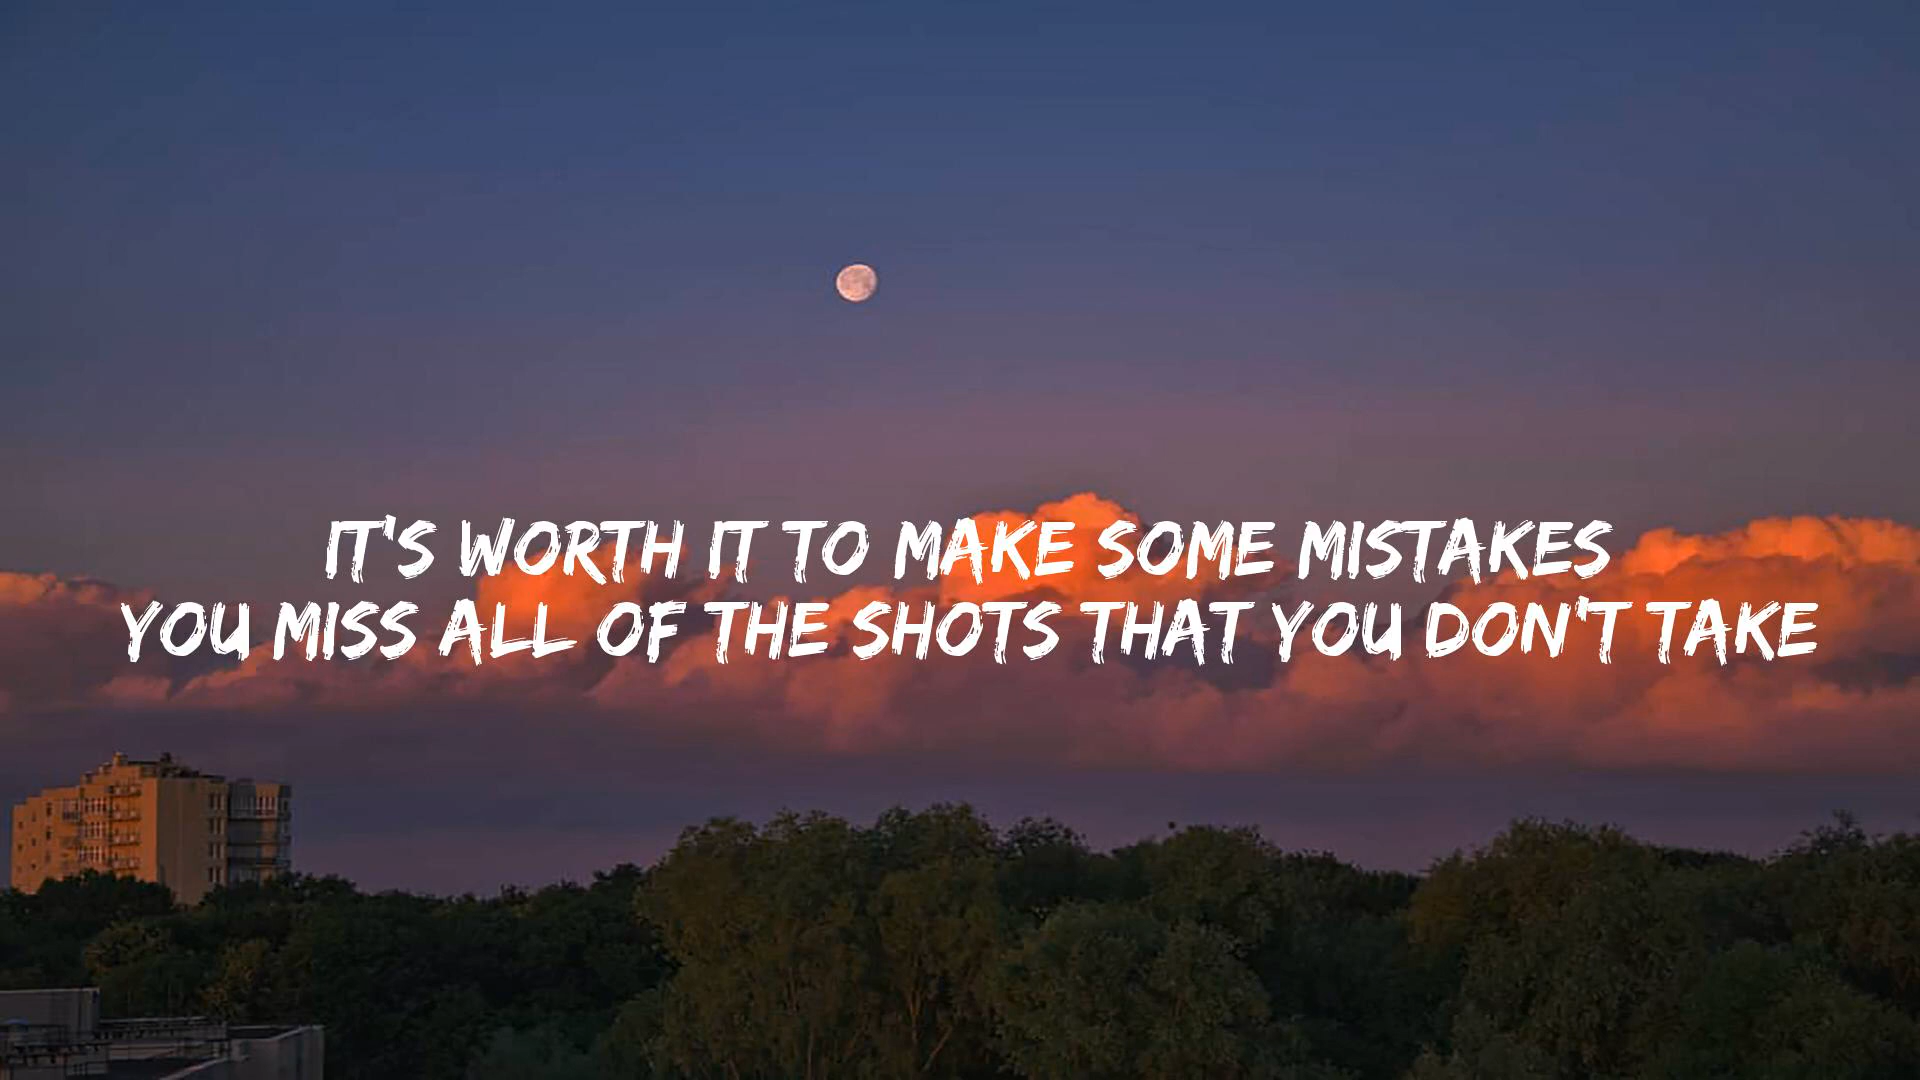 IT'S WORTH IT TO MAKE SOME MISTAKES
YOU MISS ALL OF THE SHOTS THAT YOU DON'T TAKE